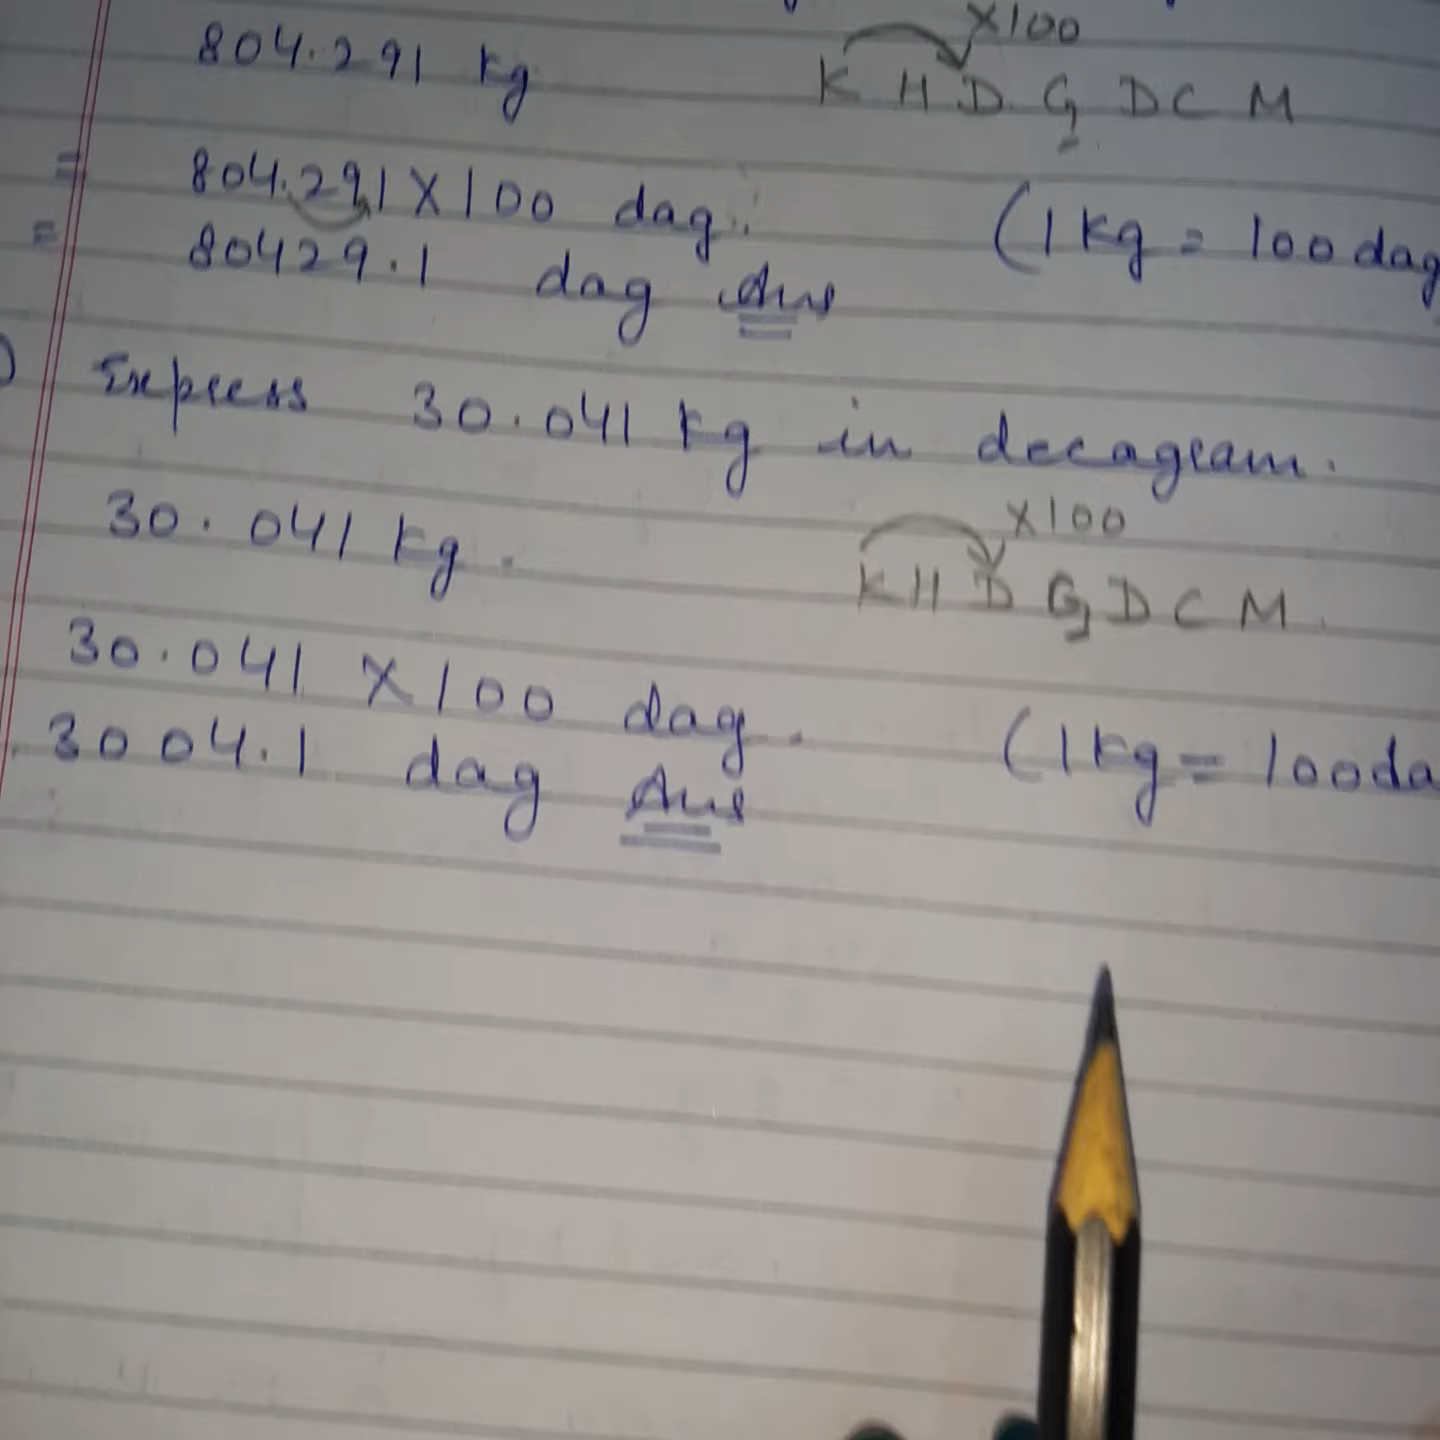 ×100
804.291 kg K H D G D C M
= 804.291 × 100 dag. (1 kg = 100 dag
= 80429.1 dag Ans
) Express 30.041 kg in decagram.
×100
30.041 kg. K H D G D C M.
30.041 × 100 dag.
(1 kg = 100 da
3004.1 dag Ans